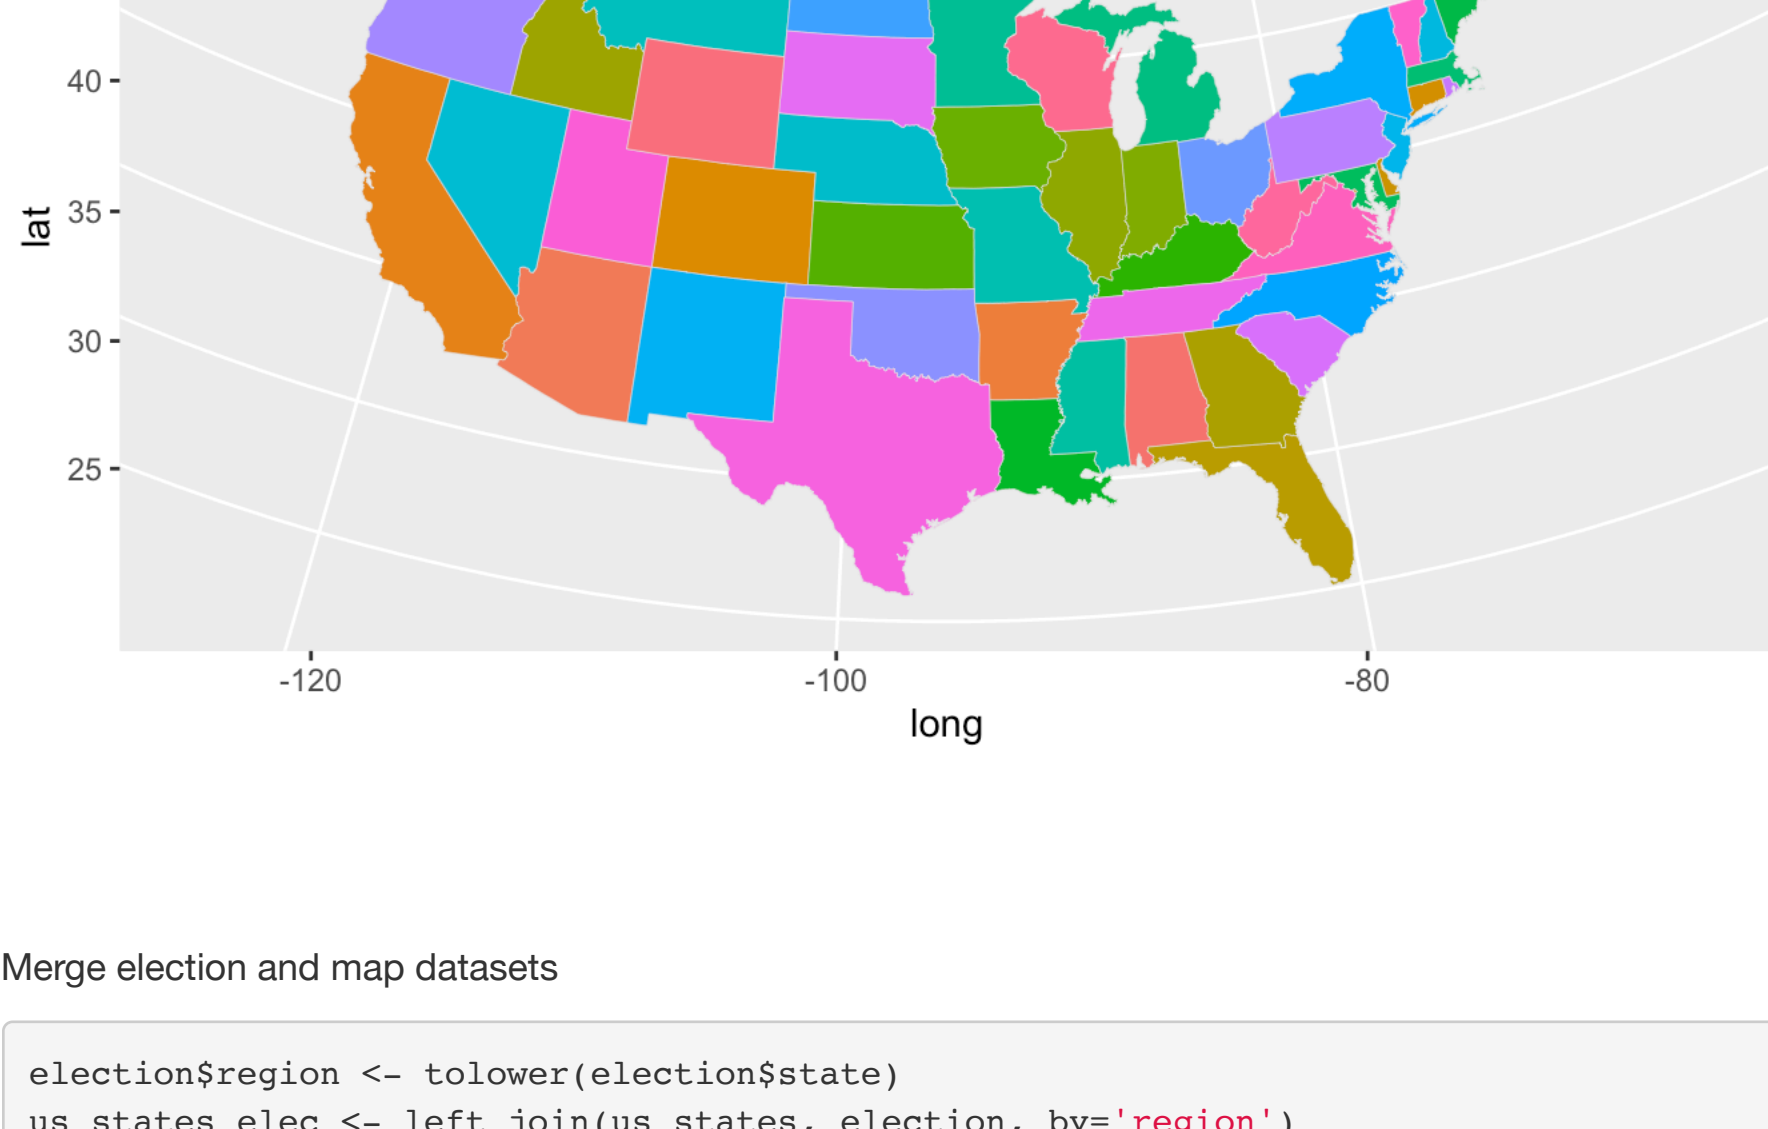 40
35
lat
30
25
-120 -100 -80
long
Merge election and map datasets
election$region <- tolower(election$state)
us_states_elec <- left_join(us_states, election, by='region')